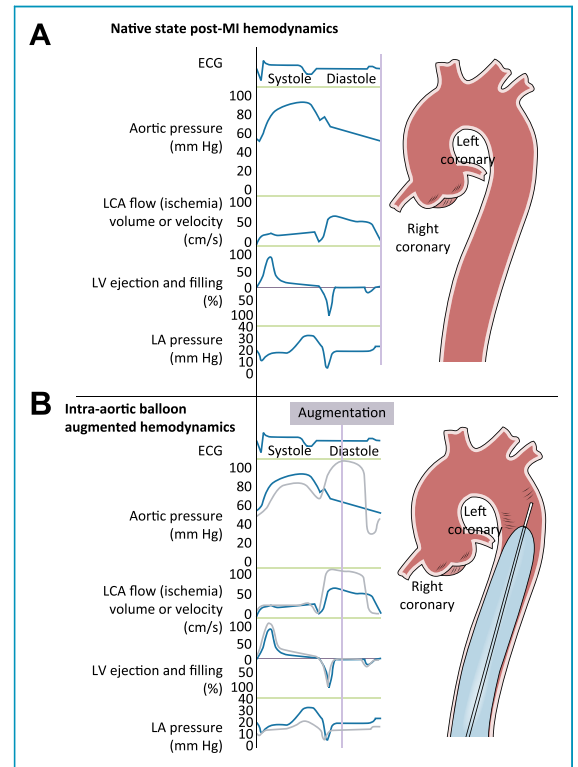 A
Native state post-MI hemodynamics
ECG
Systole
Diastole
Aortic pressure
(mm Hg)
100
80
60
40
20
0
LCA flow (ischemia)
volume or velocity
(cm/s)
100
50
0
LV ejection and filling
(%)
100
50
0
50
100
LA pressure
(mm Hg)
40
30
20
10
0
Left
coronary
Right
coronary
B
Intra-aortic balloon
augmented hemodynamics
Augmentation
ECG
Systole
Diastole
Aortic pressure
(mm Hg)
100
80
60
40
20
0
LCA flow (ischemia)
volume or velocity
(cm/s)
100
50
0
LV ejection and filling
(%)
100
50
0
50
100
LA pressure
(mm Hg)
40
30
20
10
0
Left
coronary
Right
coronary